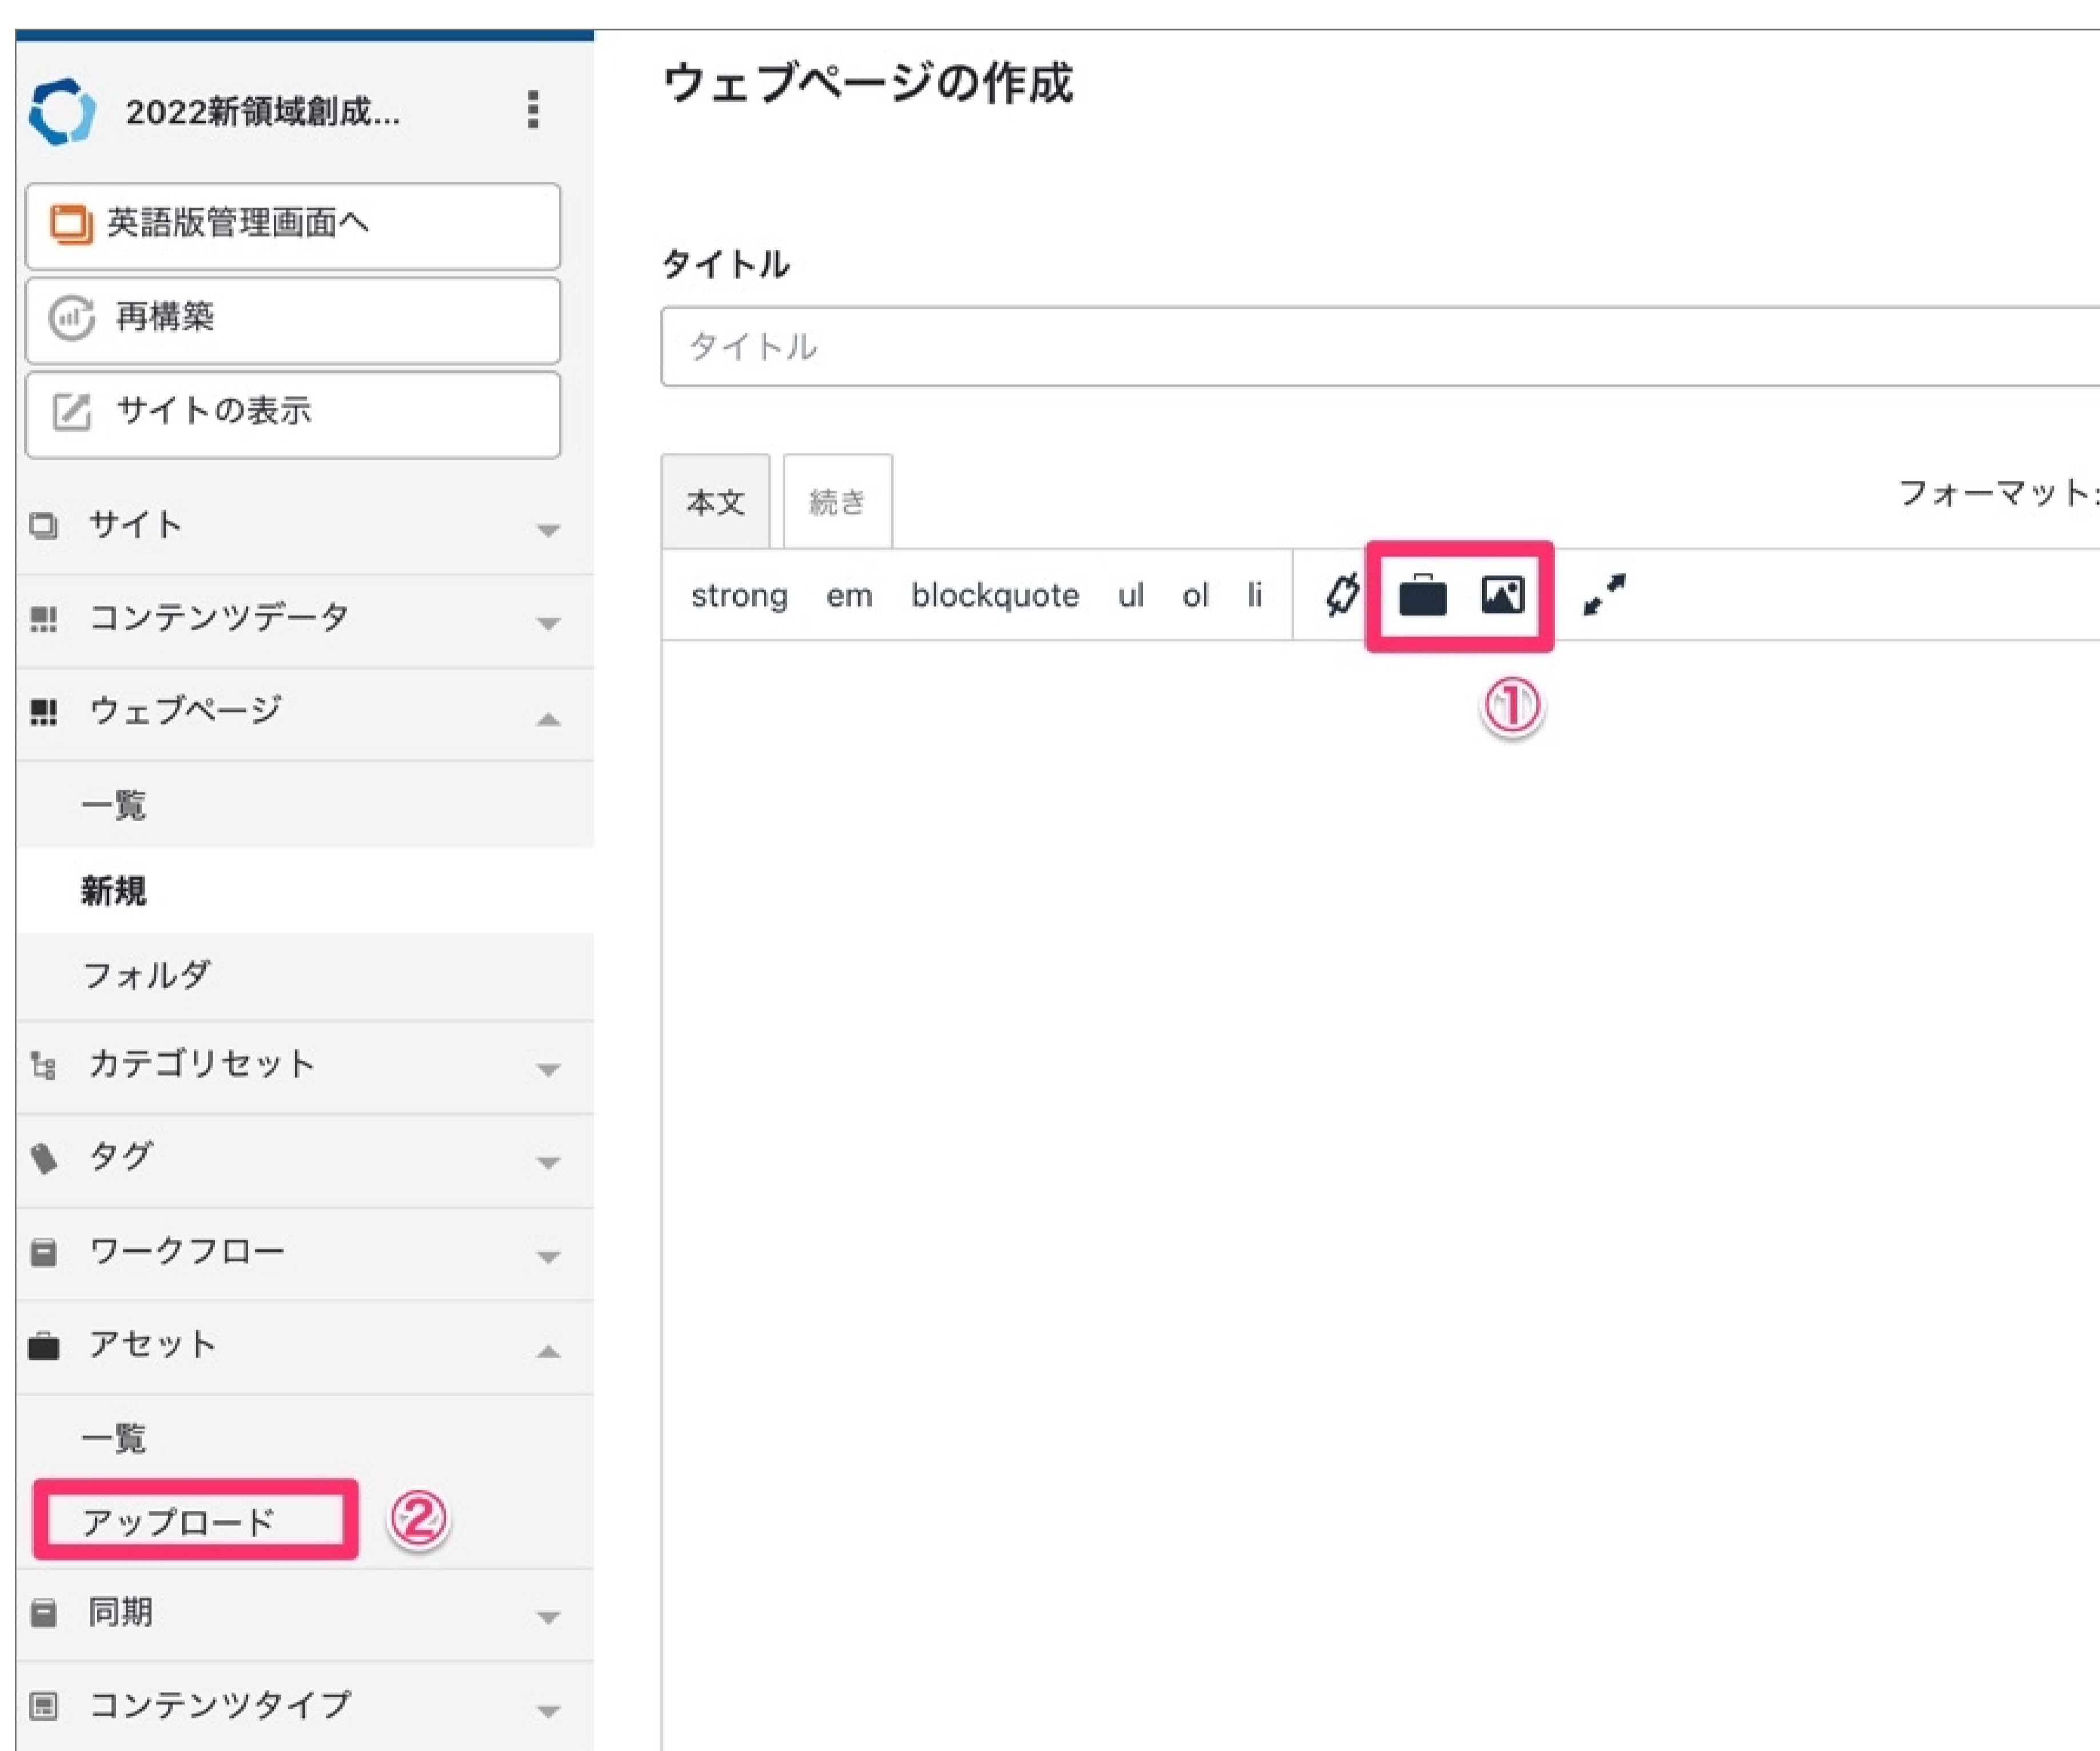 2022新領域創成...
英語版管理画面へ
再構築
サイトの表示
サイト
コンテンツデータ
ウェブページ
一覧
新規
フォルダ
カテゴリセット
タグ
ワークフロー
アセット
一覧
アップロード
②
同期
コンテンツタイプ
ウェブページの作成
タイトル
タイトル
本文 続き フォーマット:
strong em blockquote ul ol li
①